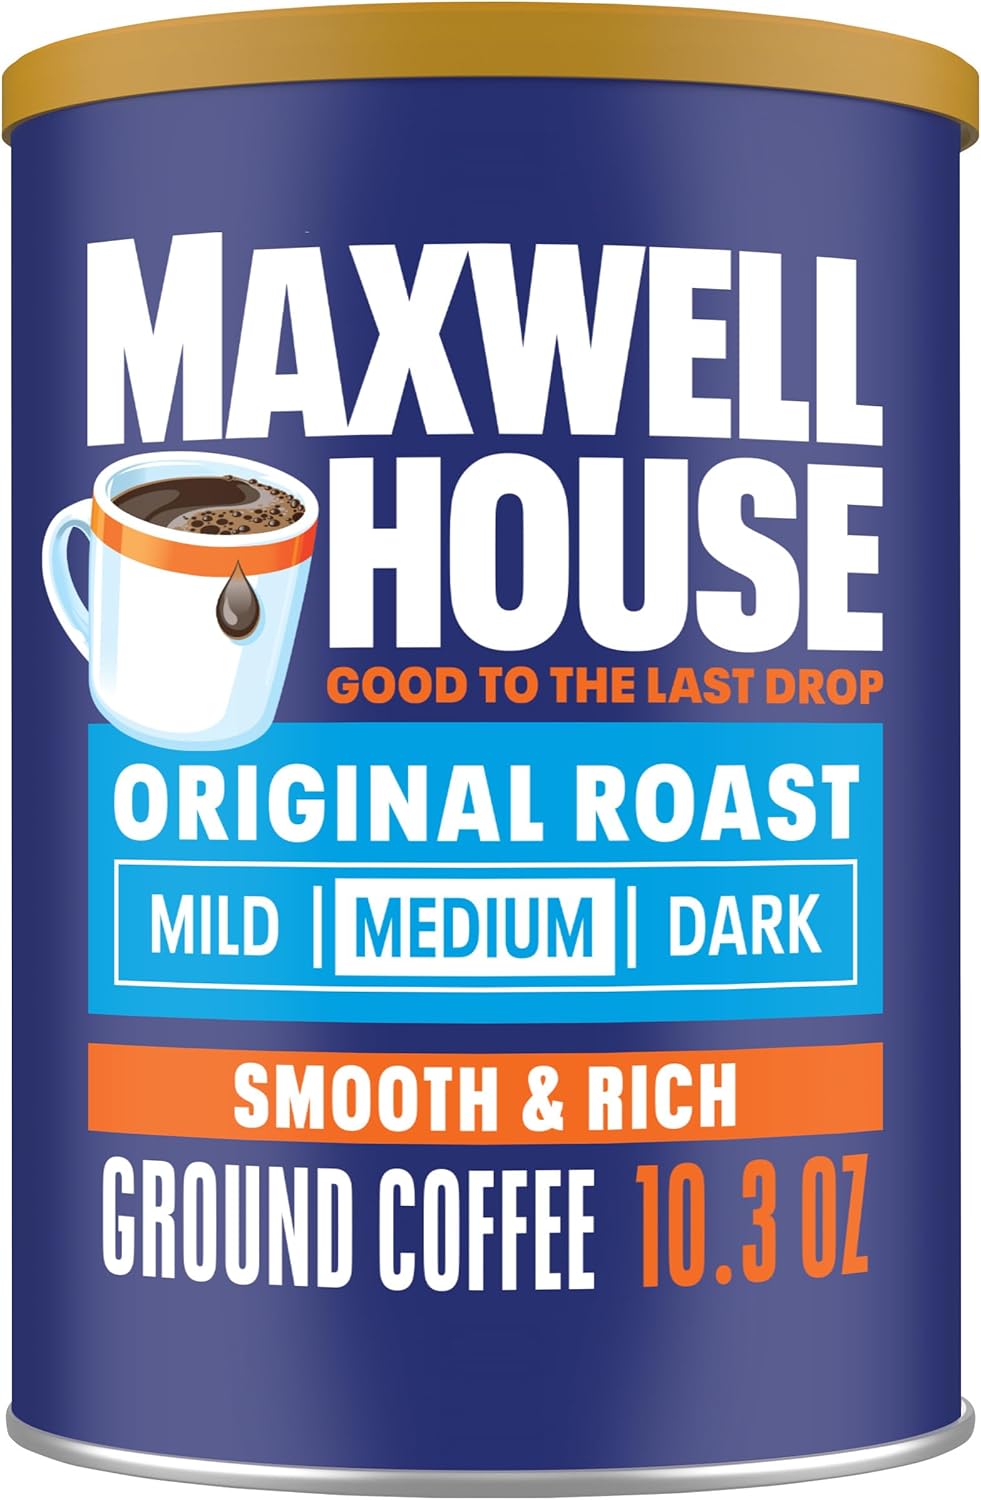 MAXWELL
HOUSE
GOOD TO THE LAST DROP
ORIGINAL ROAST
MILD | MEDIUM | DARK
SMOOTH & RICH
GROUND COFFEE 10.3 OZ